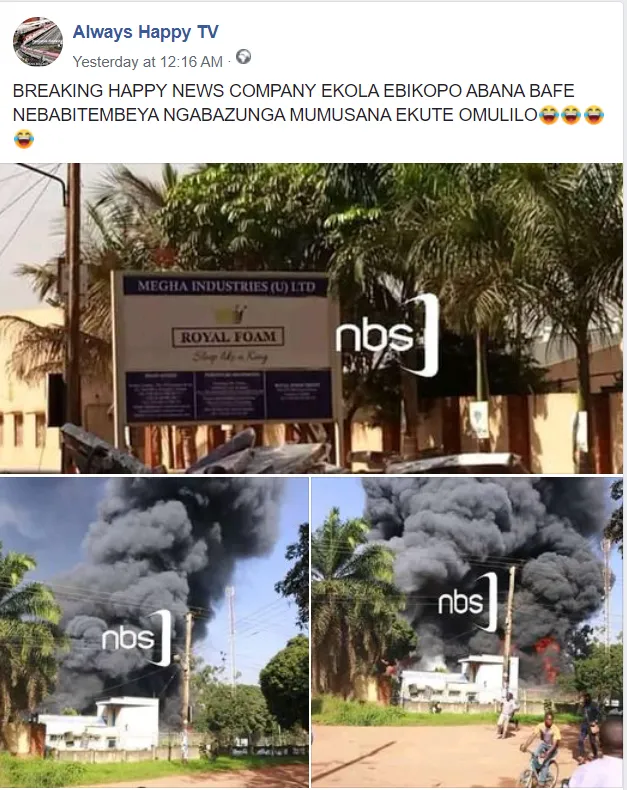 Always Happy TV
Yesterday at 12:16 AM ·
BREAKING HAPPY NEWS COMPANY EKOLA EBIKOPO ABANA BAFE
NEBABITEMBEYA NGABAZUNGA MUMUSANA EKUTE OMULILO😂😂😂
😂
MEGHA INDUSTRIES (U) LTD
ROYAL FOAM
Sleep like a King
nbs
nbs
nbs